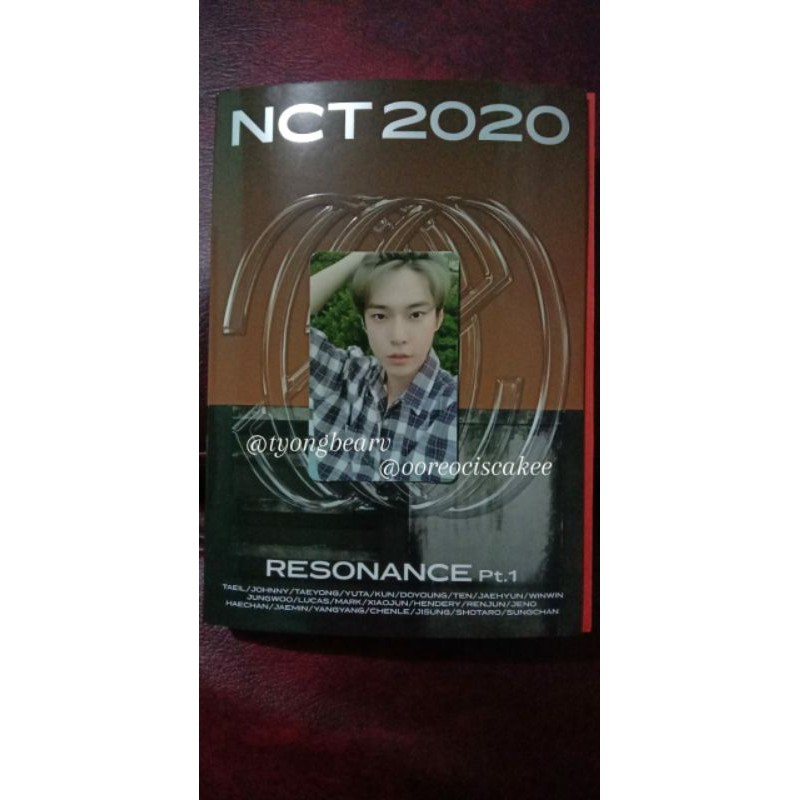 NCT 2020
@tyongbearv
@ooreociscakee
RESONANCE Pt.1
TAEIL/JOHNNY/TAEYONG/YUTA/KUN/DOYOUNG/TEN/JAEHYUN/WINWIN
JUNGWOO/LUCAS/MARK/XIAOJUN/HENDERY/RENJUN/JENO
HAECHAN/JAEMIN/YANGYANG/CHENLE/JISUNG/SHOTARO/SUNGCHAN